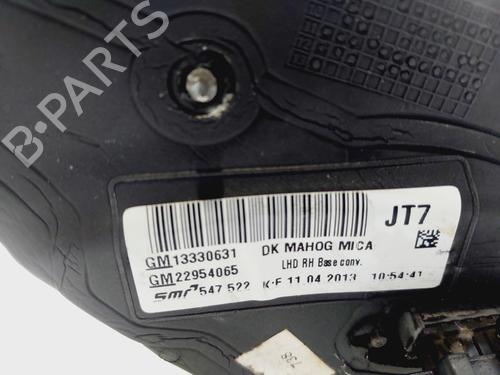 B-PARTS
JT7
GM13330631 DK MAHOG MICA
GM22954065 LHD RH Base conv.
smr 547.522 K:F 11.04.2013 10:54:41